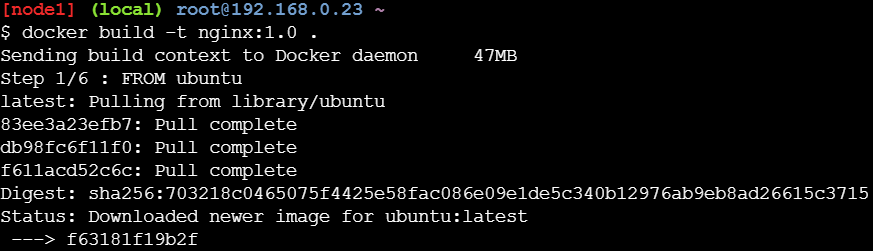 [node1] (local) root@192.168.0.23 ~
$ docker build -t nginx:1.0 .
Sending build context to Docker daemon     47MB
Step 1/6 : FROM ubuntu
latest: Pulling from library/ubuntu
83ee3a23efb7: Pull complete
db98fc6f11f0: Pull complete
f611acd52c6c: Pull complete
Digest: sha256:703218c0465075f4425e58fac086e09e1de5c340b12976ab9eb8ad26615c3715
Status: Downloaded newer image for ubuntu:latest
 ---> f63181f19b2f